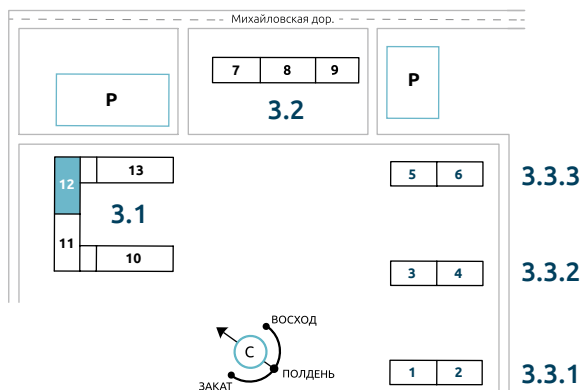 Михайловская дор.
P
7 8 9
3.2
P
12
13
3.1
11
10
5 6
3.3.3
3 4
3.3.2
1 2
3.3.1
ВОСХОД
С
ПОЛДЕНЬ
ЗАКАТ